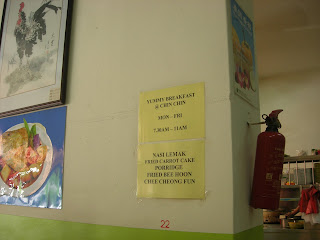 YUMMY BREAKFAST
@ CHIN CHIN
MON - FRI
7.30AM - 11AM
NASI LEMAK
FRIED CARROT CAKE
PORRIDGE
FRIED BEE HOON
CHEE CHEONG FUN
22